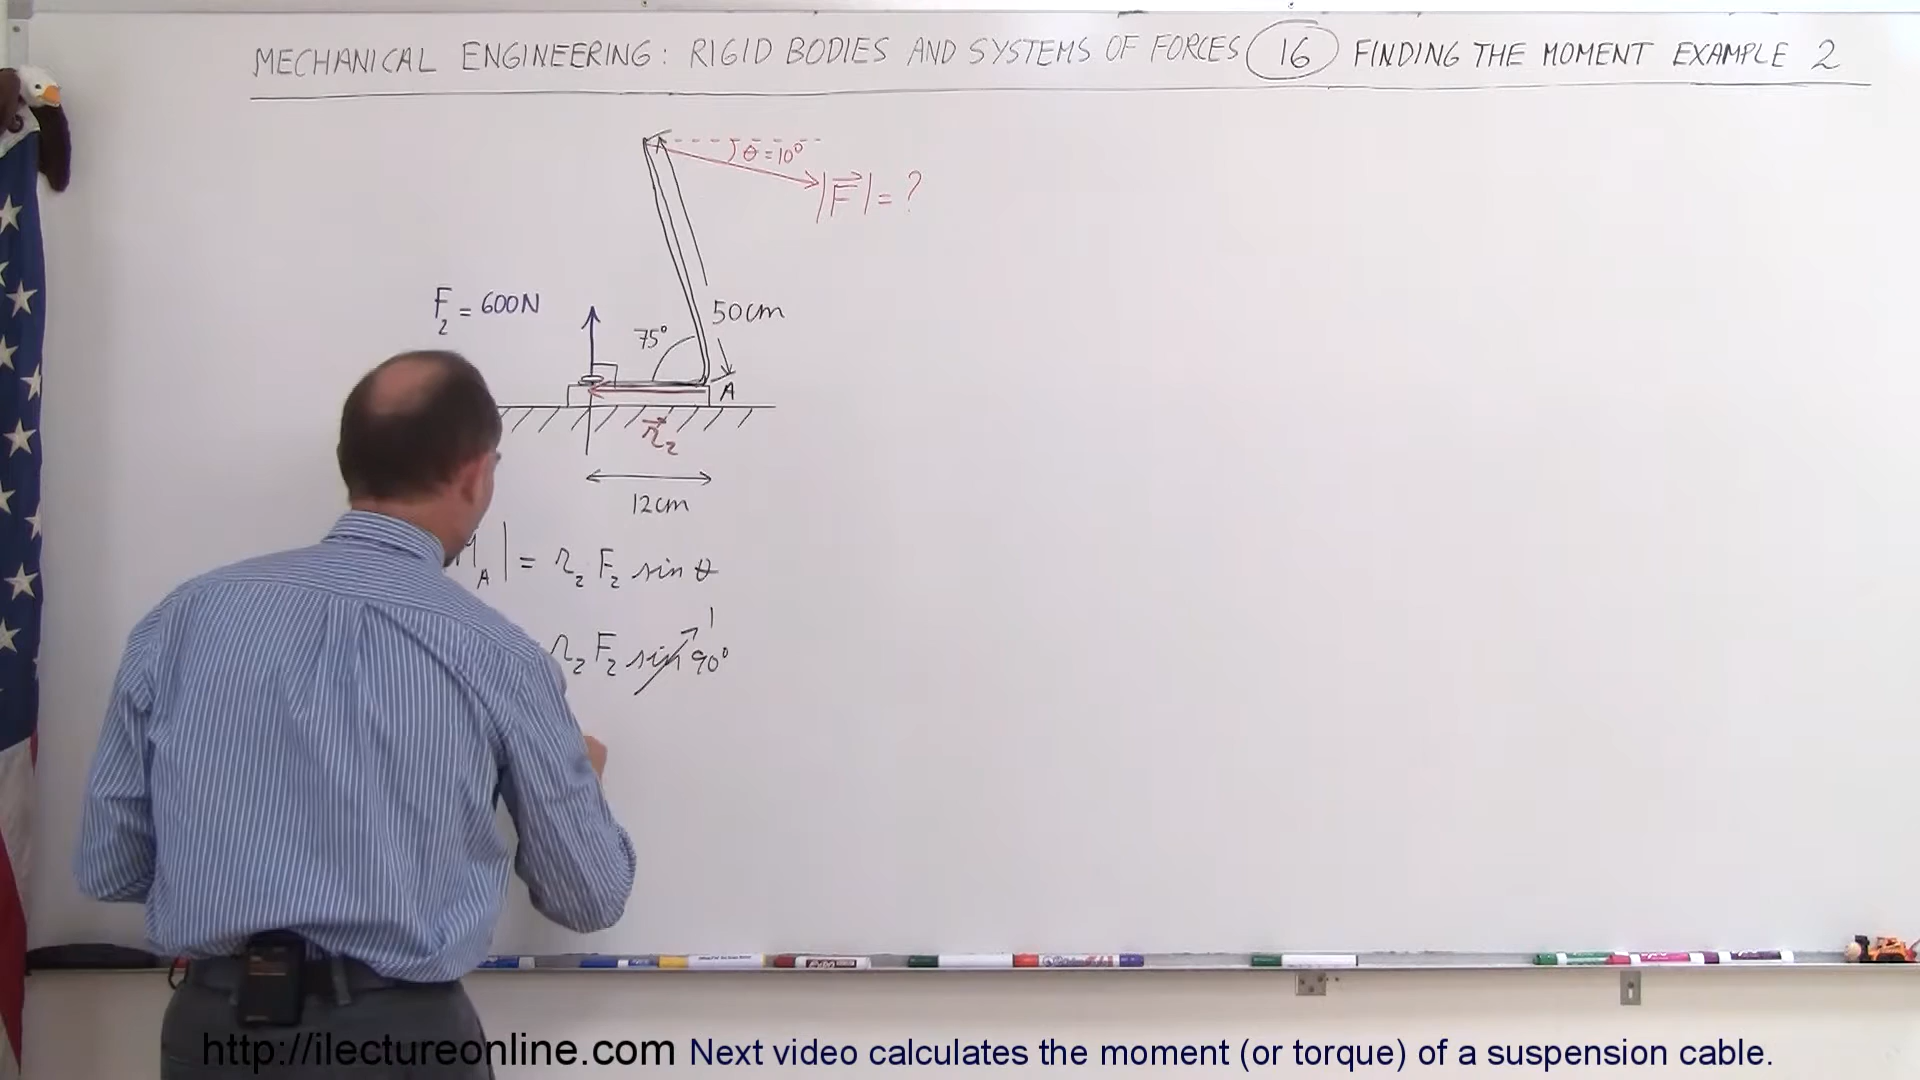 MECHANICAL ENGINEERING: RIGID BODIES AND SYSTEMS OF FORCES 16 FINDING THE MOMENT EXAMPLE 2
θ = 10°
|F⃗| = ?
F₂ = 600N
50cm
75°
A
r⃗₂
12cm
M_A| = r₂ F₂ sin θ
r₂ F₂ sin 90° 1
http://ilectureonline.com Next video calculates the moment (or torque) of a suspension cable.